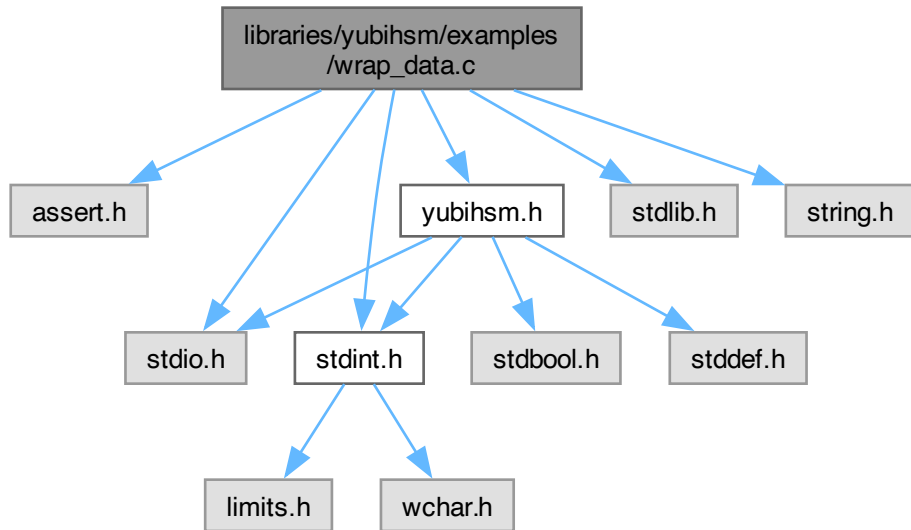 libraries/yubihsm/examples
/wrap_data.c
assert.h
yubihsm.h
stdlib.h
string.h
stdio.h
stdint.h
stdbool.h
stddef.h
limits.h
wchar.h